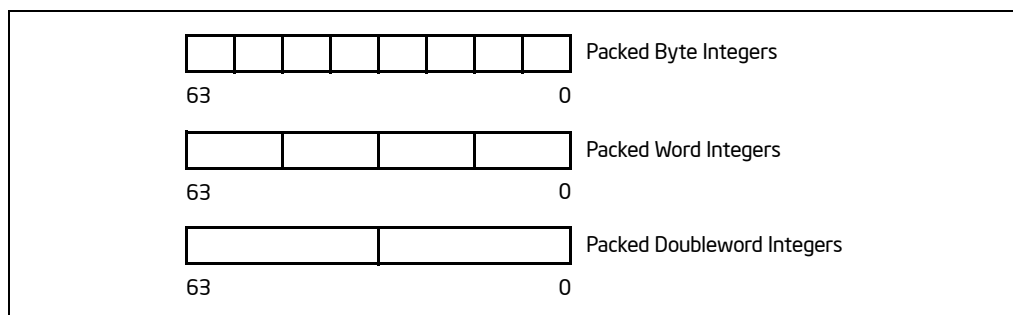 Packed Byte Integers
63 0
Packed Word Integers
63 0
Packed Doubleword Integers
63 0